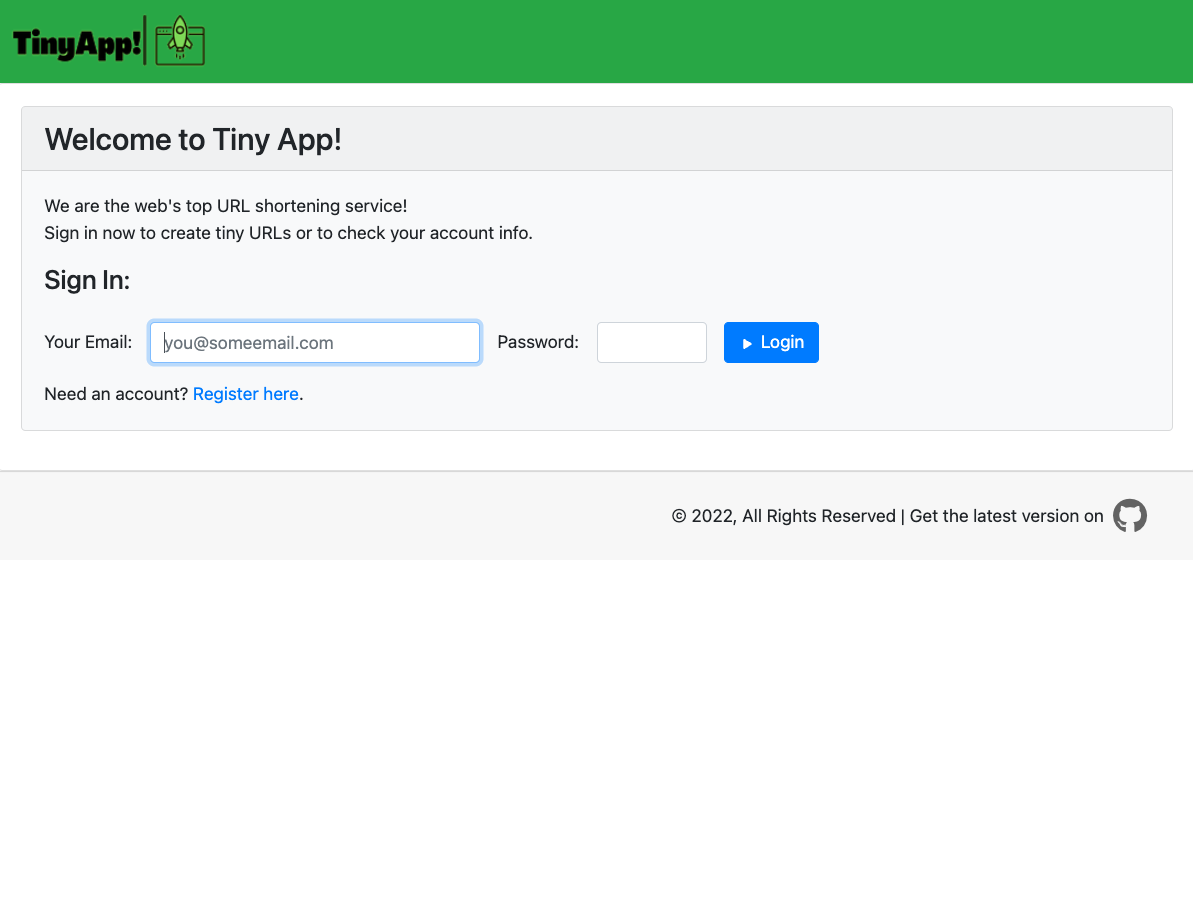 TinyApp!
Welcome to Tiny App!
We are the web's top URL shortening service!
Sign in now to create tiny URLs or to check your account info.
Sign In:
Your Email: you@someemail.com Password: Login
Need an account? Register here.
© 2022, All Rights Reserved | Get the latest version on